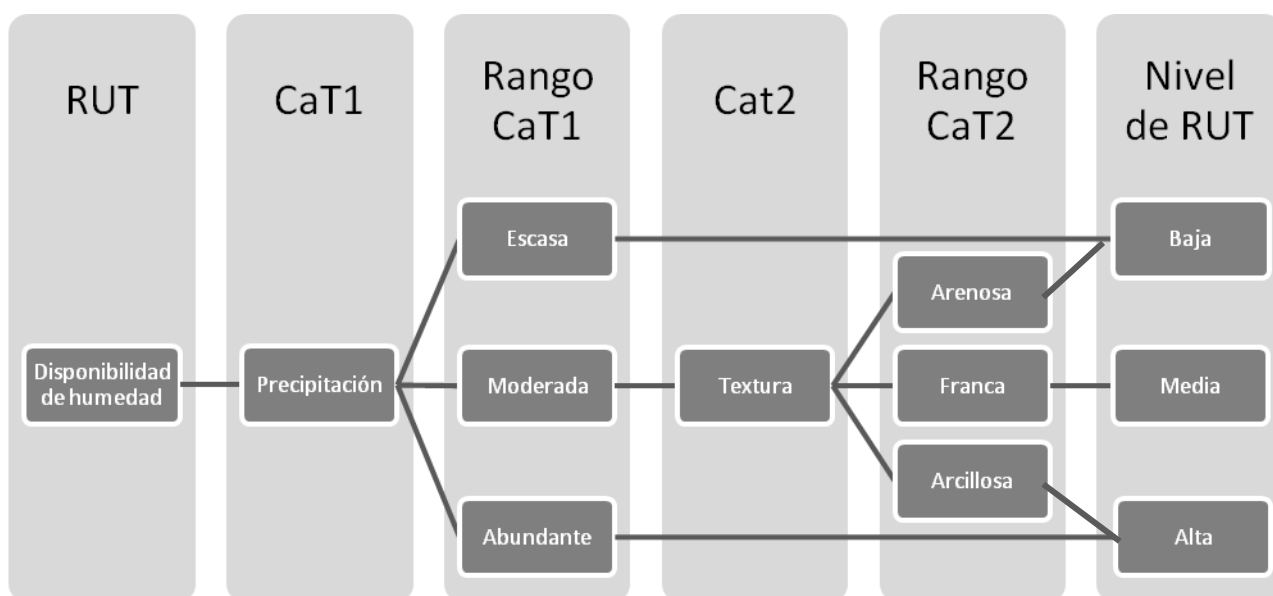 RUT
CaT1
Rango
CaT1
Cat2
Rango
CaT2
Nivel
de RUT
Escasa
Baja
Arenosa
Disponibilidad
de humedad
Precipitación
Moderada
Textura
Franca
Media
Arcillosa
Abundante
Alta